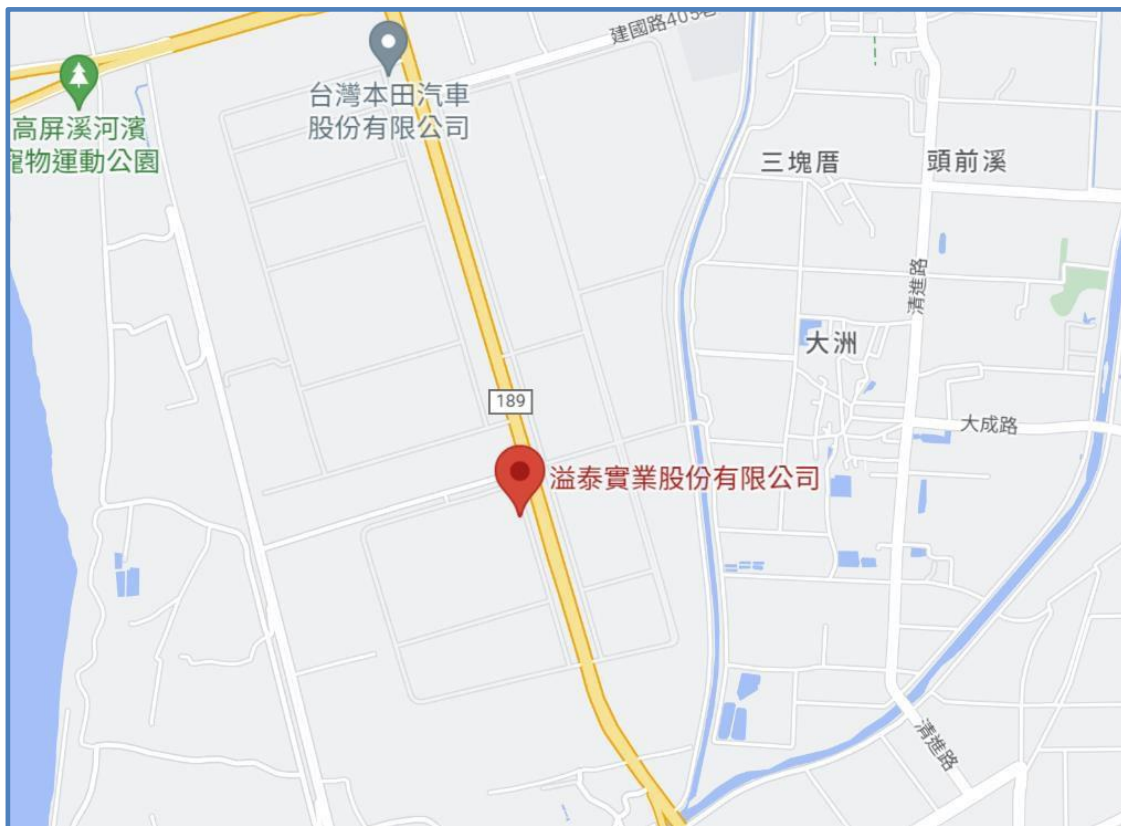 建國路405巷
台灣本田汽車
股份有限公司
高屏溪河濱
寵物運動公園
三塊厝
頭前溪
清進路
大洲
189
大成路
溢泰實業股份有限公司
清進路